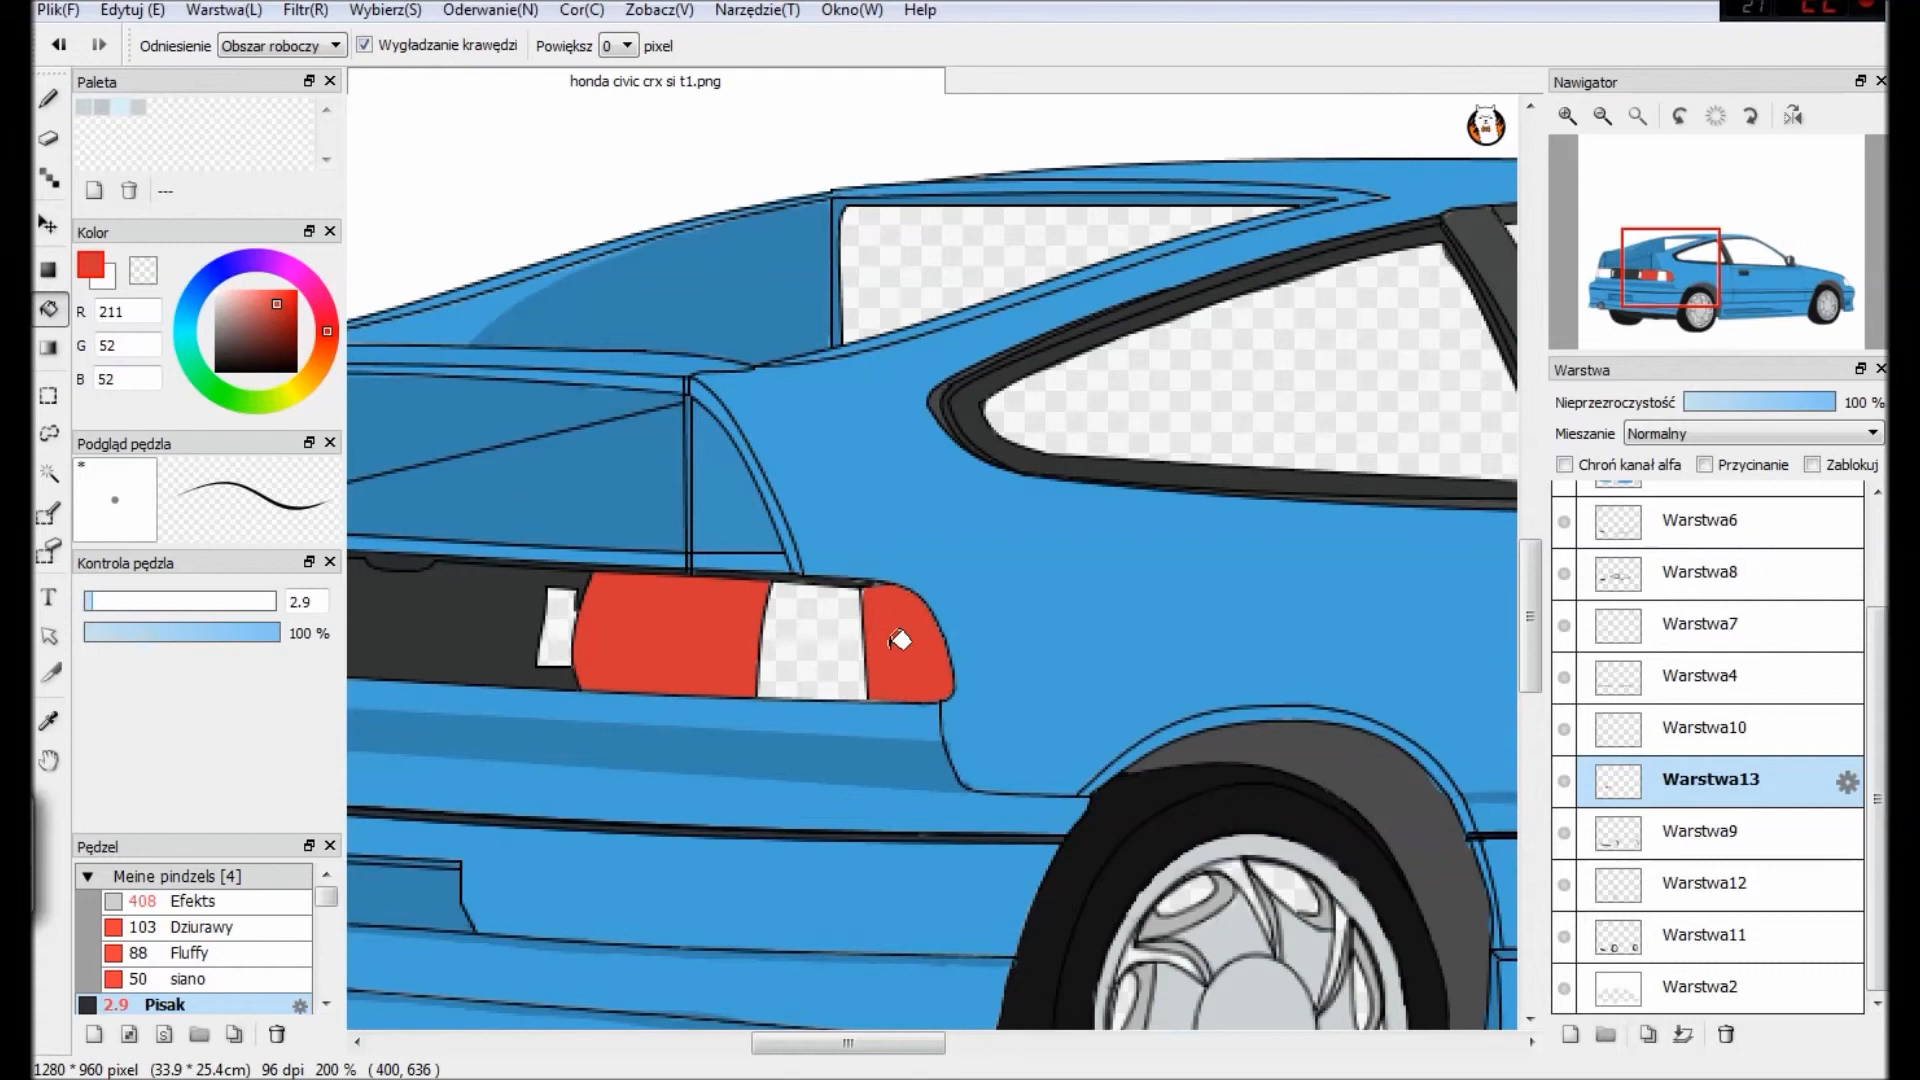 Plik(F) Edytuj (E) Warstwa(L) Filtr(R) Wybierz(S) Oderwanie(N) Cor(C) Zobacz(V) Narzędzie(T) Okno(W) Help
Odniesienie Obszar roboczy Wygładzanie krawędzi Powiększ 0 pixel
Paleta
honda civic crx si t1.png
Nawigator
---
Kolor
R 211
G 52
B 52
Warstwa
Nieprzezroczystość 100 %
Mieszanie Normalny
Chroń kanał alfa Przycinanie Zablokuj
Podgląd pędzla
*
Kontrola pędzla
2.9
100 %
Warstwa6
Warstwa8
Warstwa7
Warstwa4
Warstwa10
Warstwa13
Warstwa9
Warstwa12
Warstwa11
Warstwa2
Pędzel
Meine pindzels [4]
408 Efekts
103 Dziurawy
88 Fluffy
50 siano
2.9 Pisak
T
S
1280 * 960 pixel (33.9 * 25.4cm) 96 dpi 200 % ( 400, 636 )